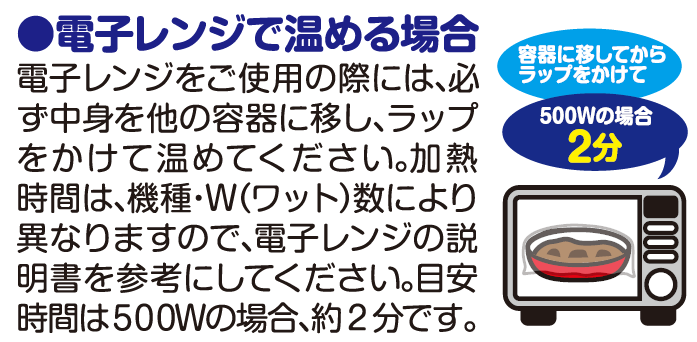 ●電子レンジで温める場合
電子レンジをご使用の際には、必
ず中身を他の容器に移し、ラップ
をかけて温めてください。加熱
時間は、機種・W(ワット)数により
異なりますので、電子レンジの説
明書を参考にしてください。目安
時間は500Wの場合、約2分です。
容器に移してから
ラップをかけて
500Wの場合
2分